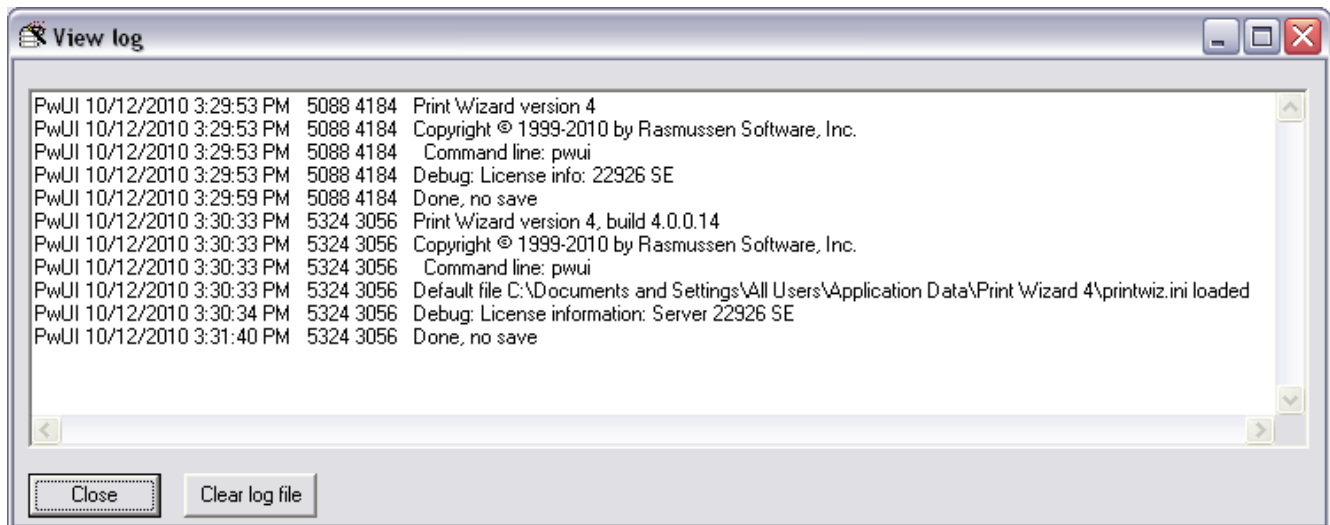 View log
PwUI 10/12/2010 3:29:53 PM 5088 4184 Print Wizard version 4
PwUI 10/12/2010 3:29:53 PM 5088 4184 Copyright © 1999-2010 by Rasmussen Software, Inc.
PwUI 10/12/2010 3:29:53 PM 5088 4184 Command line: pwui
PwUI 10/12/2010 3:29:53 PM 5088 4184 Debug: License info: 22926 SE
PwUI 10/12/2010 3:29:59 PM 5088 4184 Done, no save
PwUI 10/12/2010 3:30:33 PM 5324 3056 Print Wizard version 4, build 4.0.0.14
PwUI 10/12/2010 3:30:33 PM 5324 3056 Copyright © 1999-2010 by Rasmussen Software, Inc.
PwUI 10/12/2010 3:30:33 PM 5324 3056 Command line: pwui
PwUI 10/12/2010 3:30:33 PM 5324 3056 Default file C:\Documents and Settings\All Users\Application Data\Print Wizard 4\printwiz.ini loaded
PwUI 10/12/2010 3:30:34 PM 5324 3056 Debug: License information: Server 22926 SE
PwUI 10/12/2010 3:31:40 PM 5324 3056 Done, no save
Close Clear log file